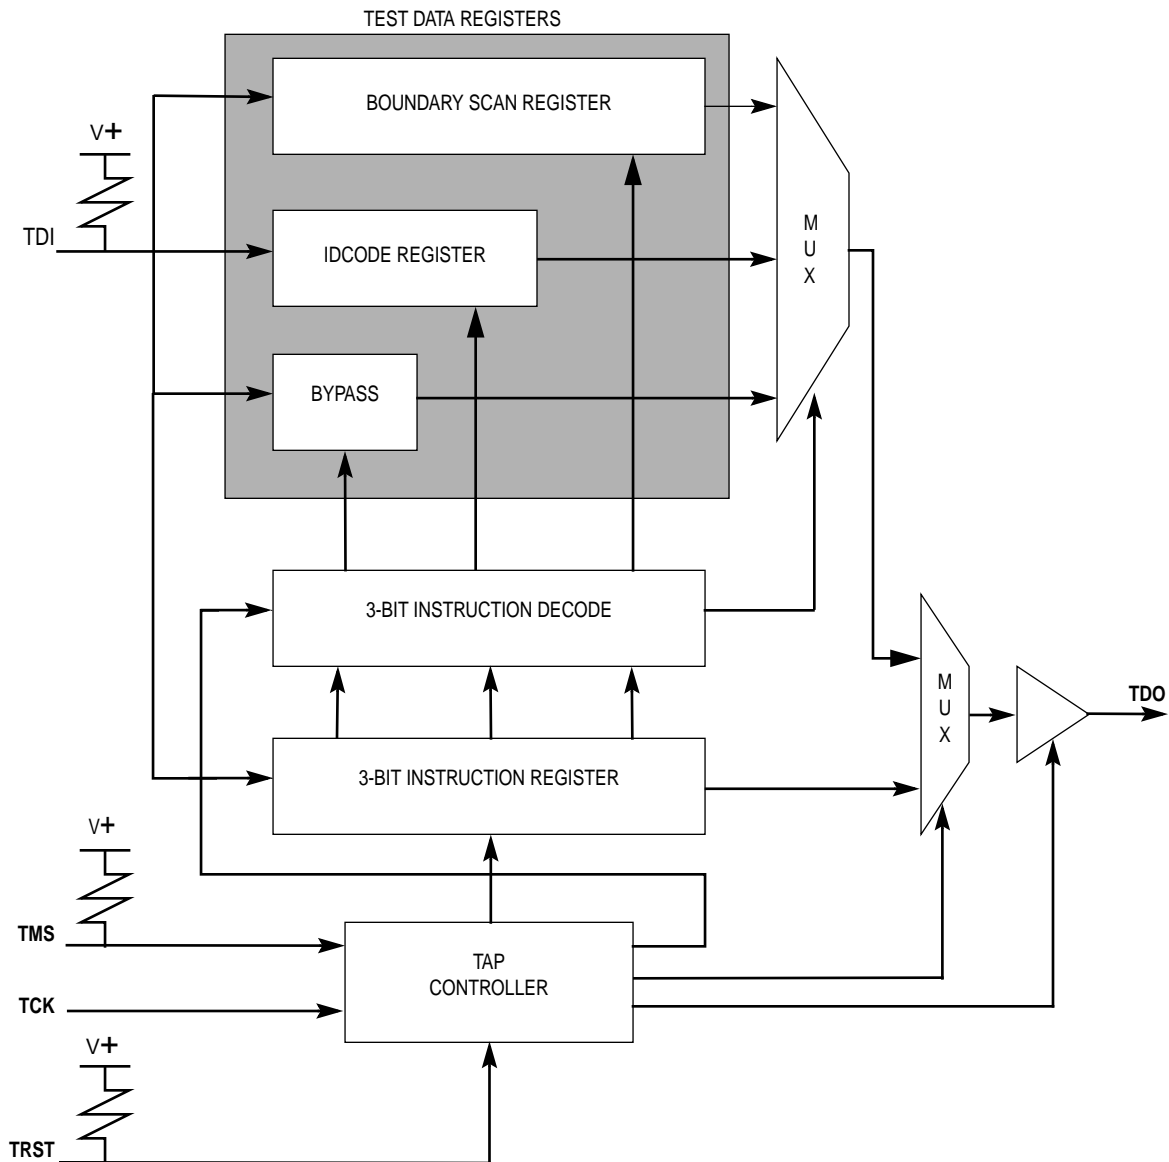 TEST DATA REGISTERS
BOUNDARY SCAN REGISTER
V+
TDI
IDCODE REGISTER
M
U
X
BYPASS
3-BIT INSTRUCTION DECODE
M
U
X
TDO
3-BIT INSTRUCTION REGISTER
V+
TMS
TAP
CONTROLLER
TCK
V+
TRST